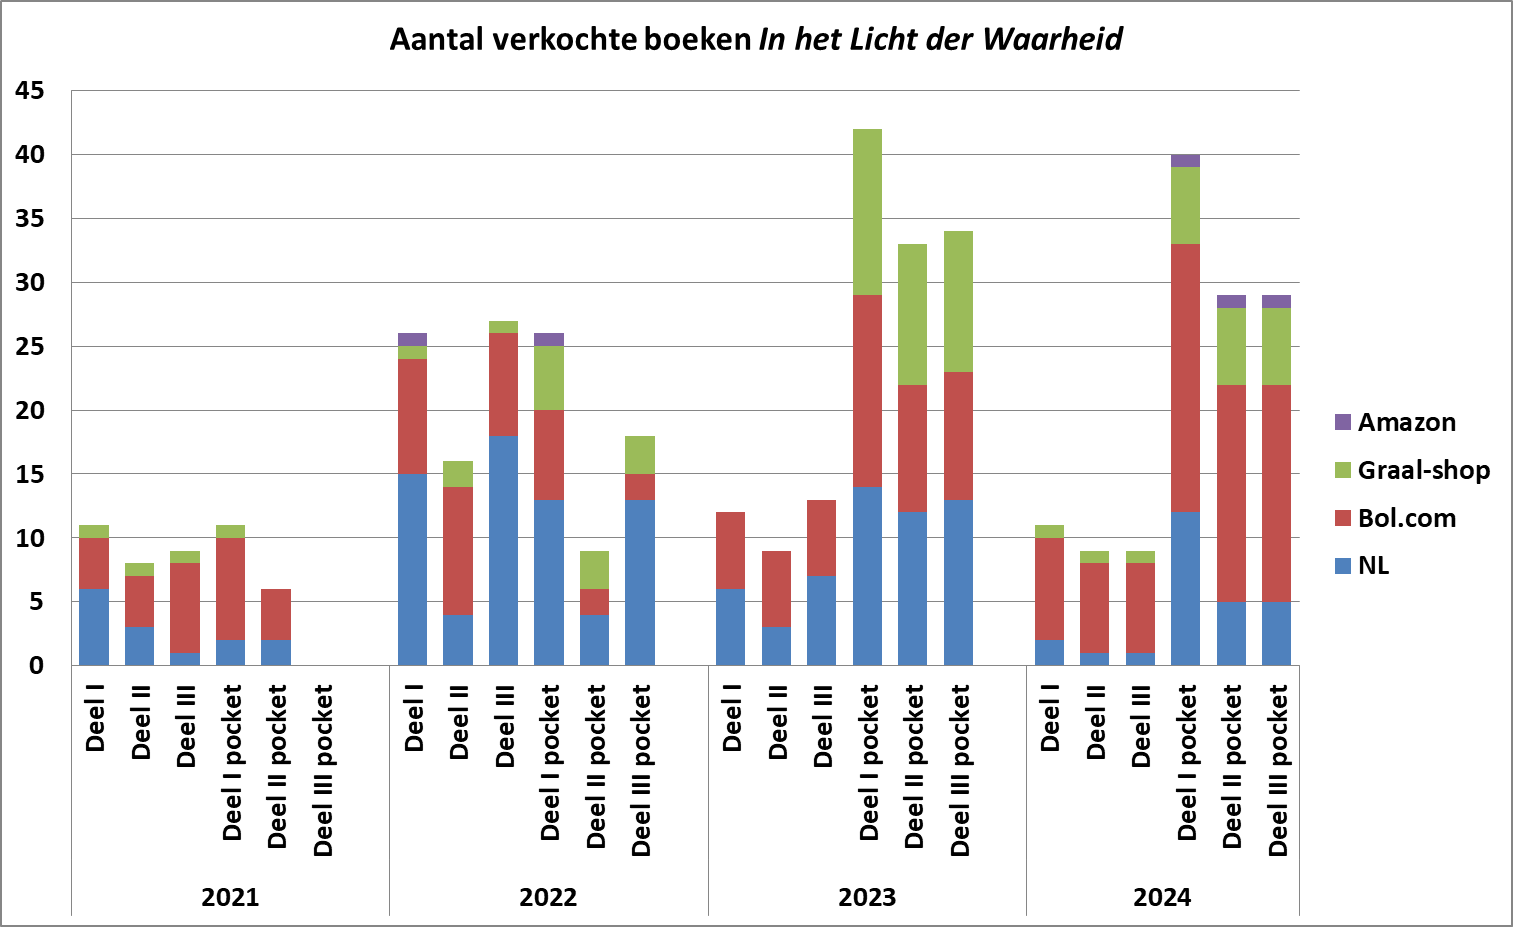 Aantal verkochte boeken In het Licht der Waarheid
45
40
35
30
25
20
15
10
5
0
Amazon
Graal-shop
Bol.com
NL
Deel I
Deel II
Deel III
Deel I pocket
Deel II pocket
Deel III pocket
Deel I
Deel II
Deel III
Deel I pocket
Deel II pocket
Deel III pocket
Deel I
Deel II
Deel III
Deel I pocket
Deel II pocket
Deel III pocket
Deel I
Deel II
Deel III
Deel I pocket
Deel II pocket
Deel III pocket
2021
2022
2023
2024